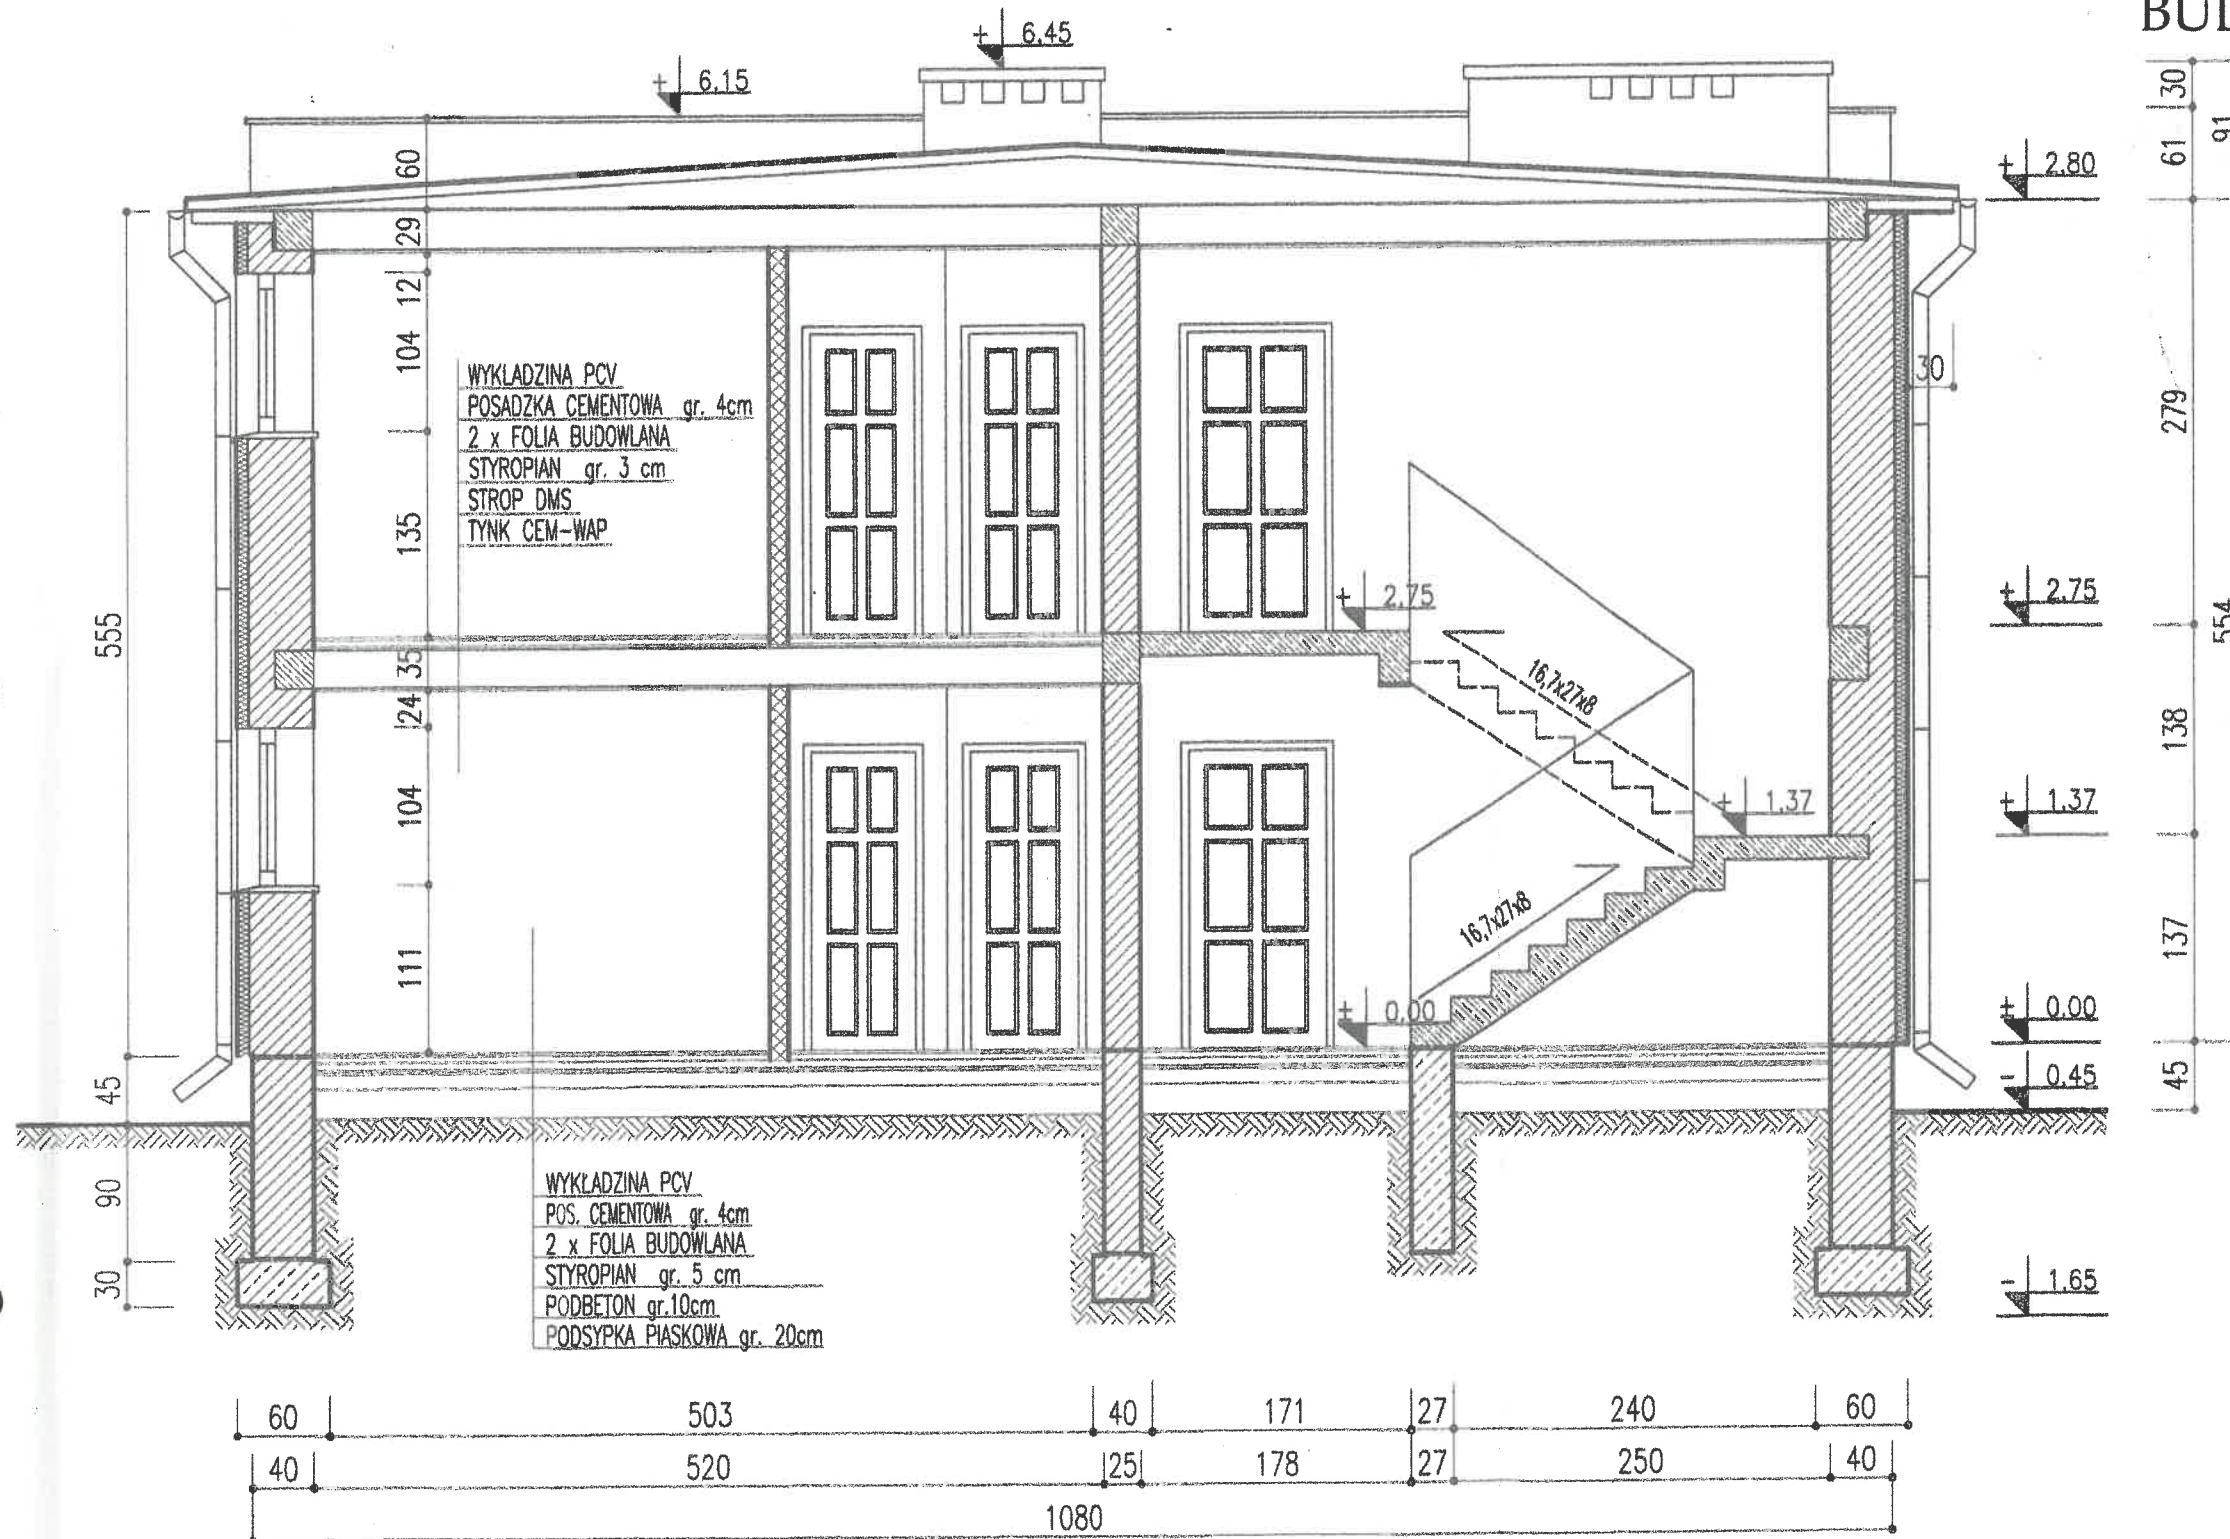 BUD
+ 6,45
+ 6,15
30
61
91
+ 2,80
60
29
12
104
135
35
24
104
111
555
45
90
30
WYKLADZINA PCV
POSADZKA CEMENTOWA gr. 4cm
2 x FOLIA BUDOWLANA
STYROPIAN gr. 3 cm
STROP DMS
TYNK CEM-WAP
30
279
+ 2,75
+ 2,75
554
16,7x27x8
138
+ 1,37
+ 1,37
16,7x27x8
137
± 0,00
± 0,00
- 0,45
45
WYKŁADZINA PCV
POS. CEMENTOWA gr. 4cm
2 x FOLIA BUDOWLANA
STYROPIAN gr. 5 cm
PODBETON gr.10cm
PODSYPKA PIASKOWA gr. 20cm
- 1,65
60 503 40 171 27 240 60
40 520 25 178 27 250 40
1080